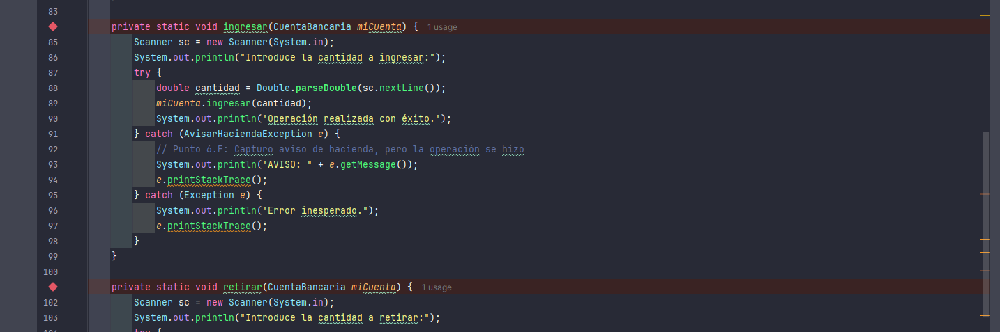 83
private static void ingresar(CuentaBancaria miCuenta) { 1 usage
85 Scanner sc = new Scanner(System.in);
86 System.out.println("Introduce la cantidad a ingresar:");
87 try {
88 double cantidad = Double.parseDouble(sc.nextLine());
89 miCuenta.ingresar(cantidad);
90 System.out.println("Operación realizada con éxito.");
91 } catch (AvisarHaciendaException e) {
92 // Punto 6.F: Capturo aviso de hacienda, pero la operación se hizo
93 System.out.println("AVISO: " + e.getMessage());
94 e.printStackTrace();
95 } catch (Exception e) {
96 System.out.println("Error inesperado.");
97 e.printStackTrace();
98 }
99 }
100
private static void retirar(CuentaBancaria miCuenta) { 1 usage
102 Scanner sc = new Scanner(System.in);
103 System.out.println("Introduce la cantidad a retirar:");
104 try {